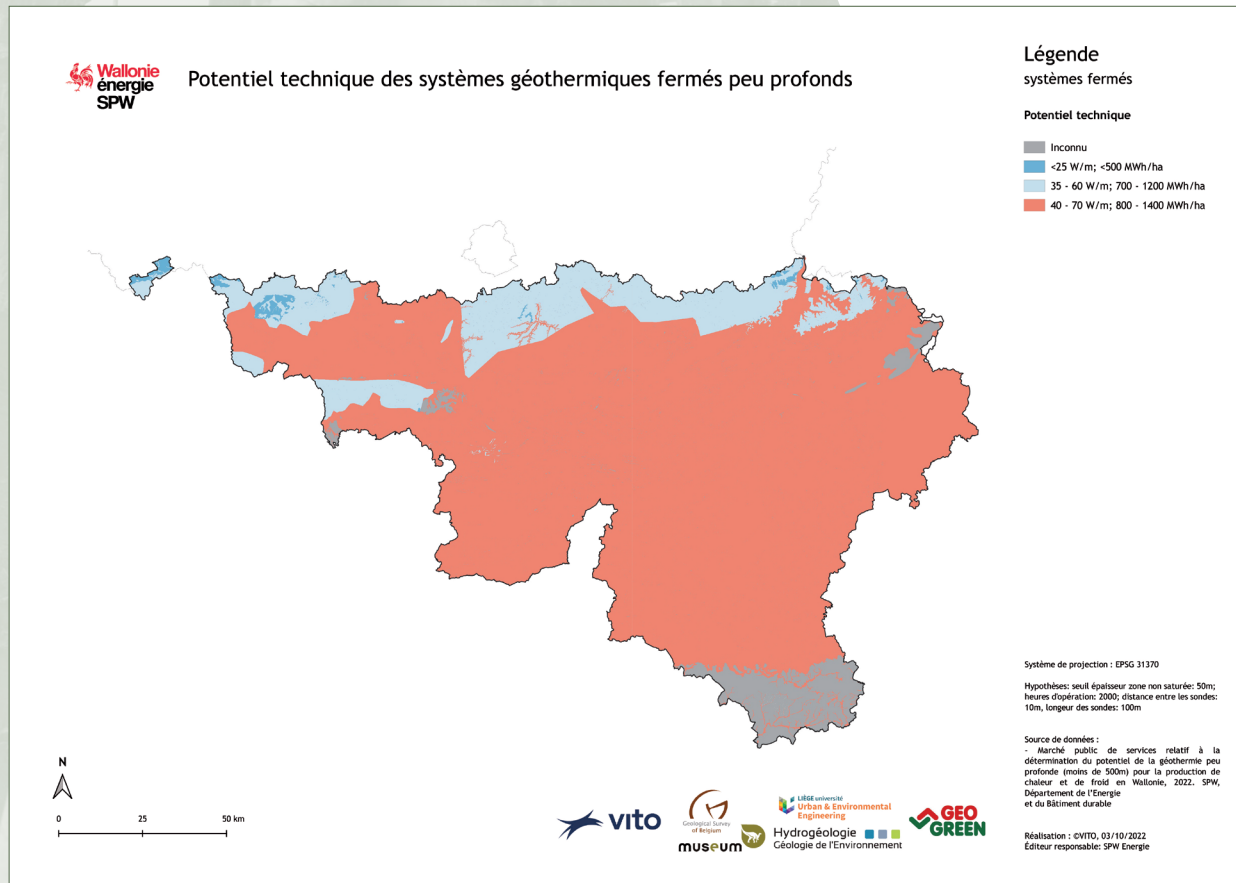 Wallonie
énergie
SPW
Potentiel technique des systèmes géothermiques fermés peu profonds
Légende
systèmes fermés
Potentiel technique
Inconnu
<25 W/m; <500 MWh/ha
35 - 60 W/m; 700 - 1200 MWh/ha
40 - 70 W/m; 800 - 1400 MWh/ha
Système de projection : EPSG 31370
Hypothèses: seuil épaisseur zone non saturée: 50m;
heures d'opération: 2000; distance entre les sondes:
10m, longeur des sondes: 100m
Source de données :
- Marché public de services relatif à la
détermination du potentiel de la géothermie peu
profonde (moins de 500m) pour la production de
chaleur et de froid en Wallonie, 2022. SPW,
Département de l'Energie
et du Bâtiment durable
Réalisation : ©VITO, 03/10/2022
Éditeur responsable: SPW Energie
N
0 25 50 km
vito
Geological Survey
of Belgium
museum
LIÈGE université
Urban & Environmental
Engineering
Hydrogéologie
Géologie de l'Environnement
GEO
GREEN